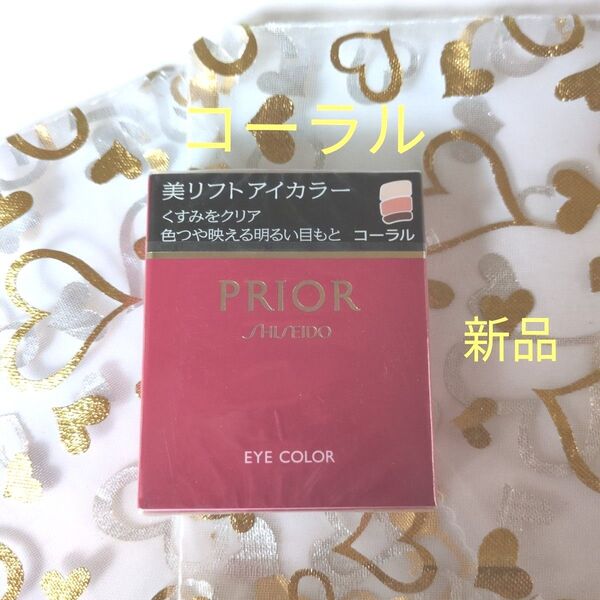 コーラル
美リフトアイカラー
くすみをクリア
色つや映える明るい目もと コーラル
PRIOR
SHISEIDO
新品
EYE COLOR